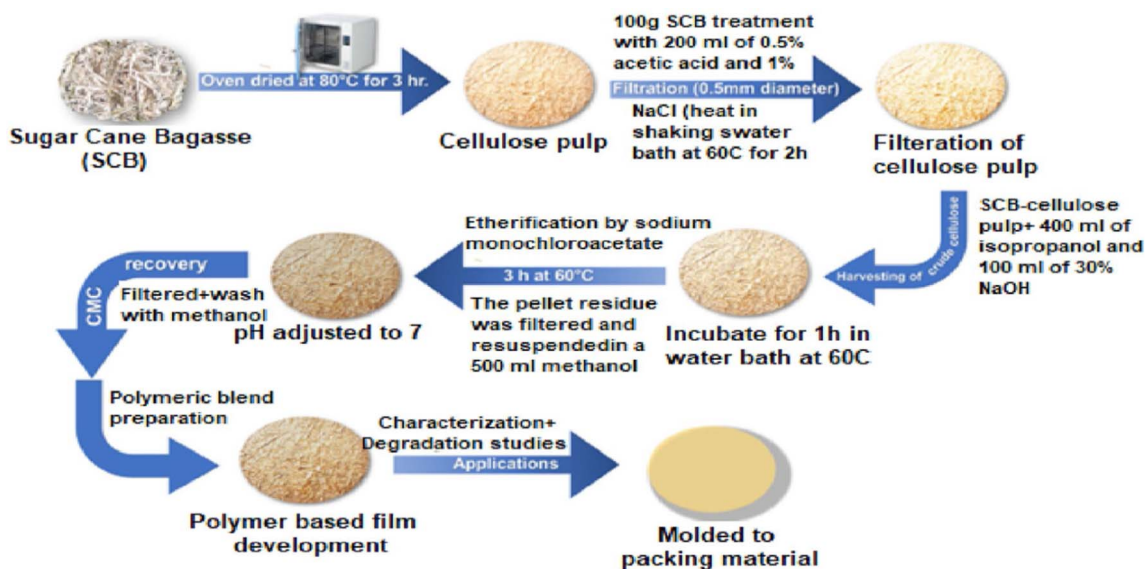 Sugar Cane Bagasse
(SCB)
Oven dried at 80°C for 3 hr.
Cellulose pulp
100g SCB treatment
with 200 ml of 0.5%
acetic acid and 1%
Filtration (0.5mm diameter)
NaCl (heat in
shaking swater
bath at 60C for 2h
Filteration of
cellulose pulp
SCB-cellulose
pulp+ 400 ml of
isopropanol and
100 ml of 30%
NaOH
Harvesting of
crude cellulose
Incubate for 1h in
water bath at 60C
Etherification by sodium
monochloroacetate
3 h at 60°C
The pellet residue
was filtered and
resuspendedin a
500 ml methanol
pH adjusted to 7
recovery
CMC
Filtered+wash
with methanol
Polymeric blend
preparation
Polymer based film
development
Characterization+
Degradation studies
Applications
Molded to
packing material